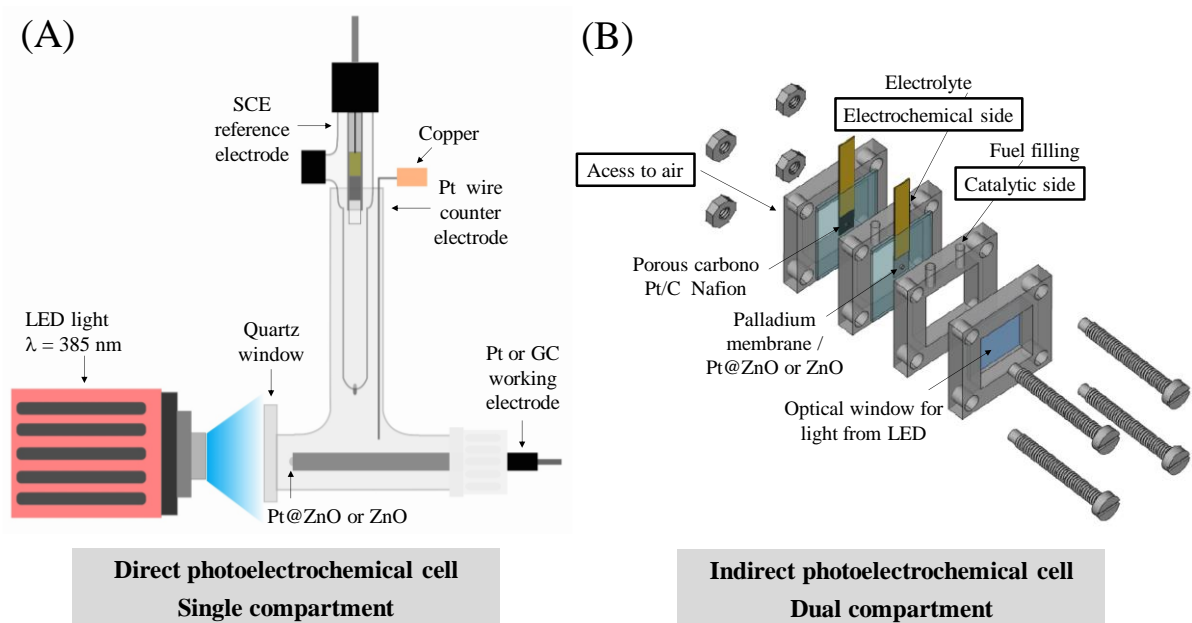 (A)
SCE
reference
electrode
Copper
Pt wire
counter
electrode
LED light
λ = 385 nm
Quartz
window
Pt or GC
working
electrode
Pt@ZnO or ZnO
Direct photoelectrochemical cell
Single compartment
(B)
Electrolyte
Electrochemical side
Fuel filling
Catalytic side
Acess to air
Porous carbono
Pt/C Nafion
Palladium
membrane /
Pt@ZnO or ZnO
Optical window for
light from LED
Indirect photoelectrochemical cell
Dual compartment